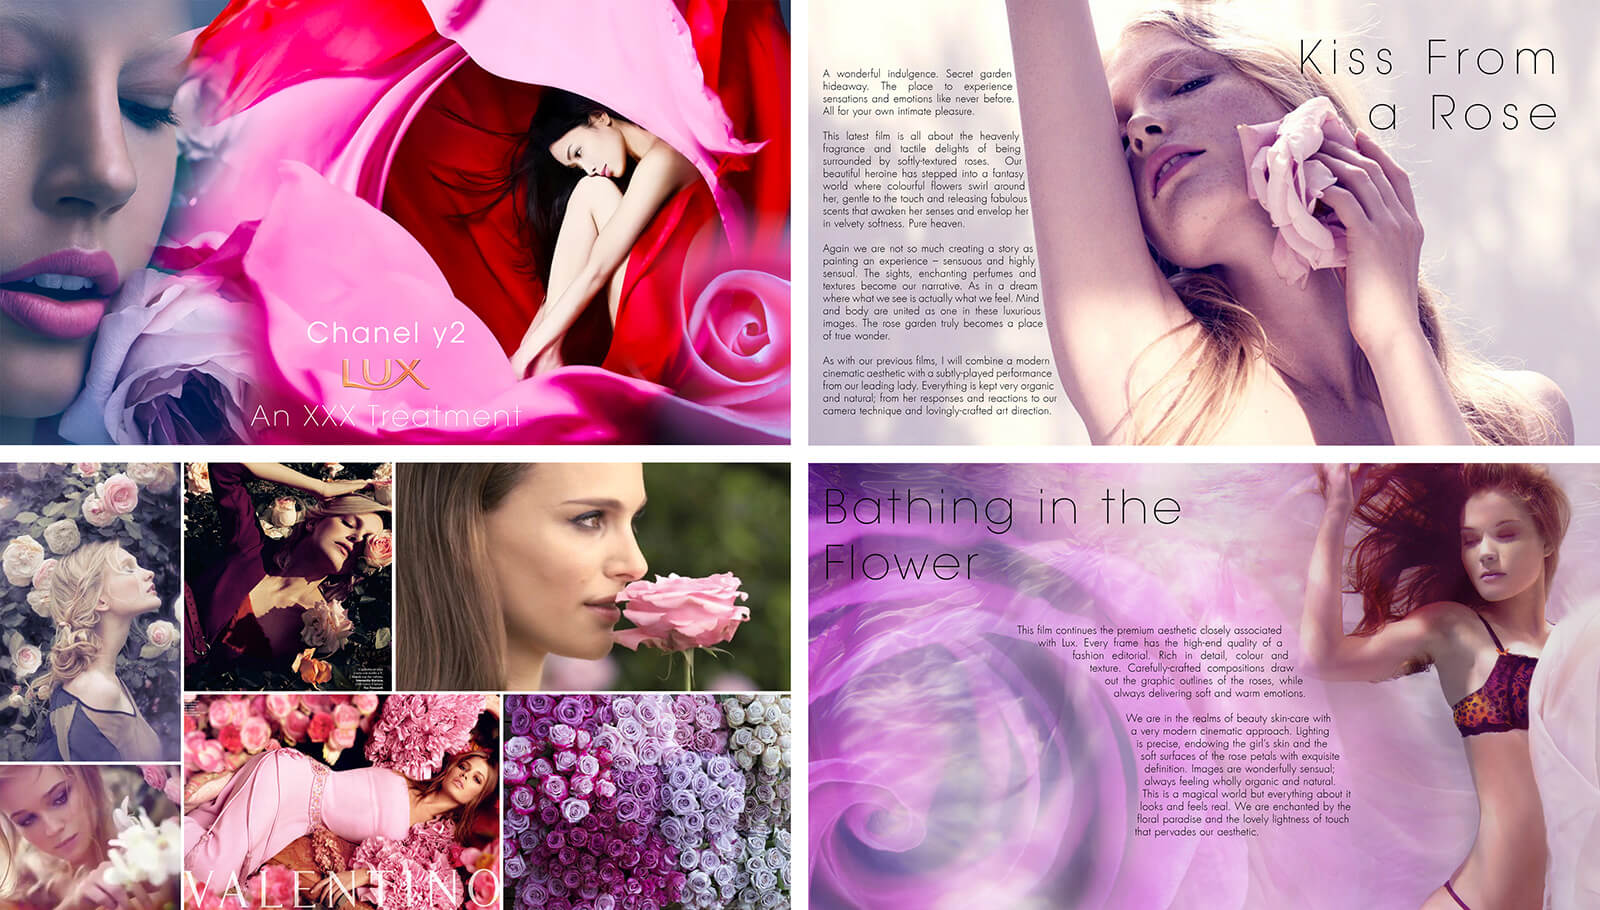 Chanel y2
LUX
An XXX Treatment
Kiss From
a Rose
A wonderful indulgence. Secret garden
hideaway. The place to experience
sensations and emotions like never before.
All for your own intimate pleasure.
This latest film is all about the heavenly
fragrance and tactile delights of being
surrounded by softly-textured roses. Our
beautiful heroine has stepped into a fantasy
world where colourful flowers swirl around
her, gentle to the touch and releasing fabulous
scents that awaken her senses and envelop her
in velvety softness. Pure heaven.
Again we are not so much creating a story as
painting an experience – sensuous and highly
sensual. The sights, enchanting perfumes and
textures become our narrative. As in a dream
where what we see is actually what we feel. Mind
and body are united as one in these luxurious
images. The rose garden truly becomes a place
of true wonder.
As with our previous films, I will combine a modern
cinematic aesthetic with a subtly-played performance
from our leading lady. Everything is kept very organic
and natural; from her responses and reactions to our
camera technique and lovingly-crafted art direction.
VALENTINO
Bathing in the
Flower
This film continues the premium aesthetic closely associated
with Lux. Every frame has the high-end quality of a
fashion editorial. Rich in detail, colour and
texture. Carefully-crafted compositions draw
out the graphic outlines of the roses, while
always delivering soft and warm emotions.
We are in the realms of beauty skin-care with
a very modern cinematic approach. Lighting
is precise, endowing the girl's skin and the
soft surfaces of the rose petals with exquisite
definition. Images are wonderfully sensual;
always feeling wholly organic and natural.
This is a magical world but everything about it
looks and feels real. We are enchanted by the
floral paradise and the lovely lightness of touch
that pervades our aesthetic.